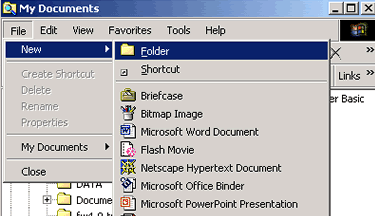 My Documents
File Edit View Favorites Tools Help
New
Folder
Shortcut
Links »
Create Shortcut
Delete
Rename
Properties
Briefcase
Bitmap Image
Microsoft Word Document
Flash Movie
Netscape Hypertext Document
Microsoft Office Binder
Microsoft PowerPoint Presentation
My Documents
Close
er Basic
DATA
Docume